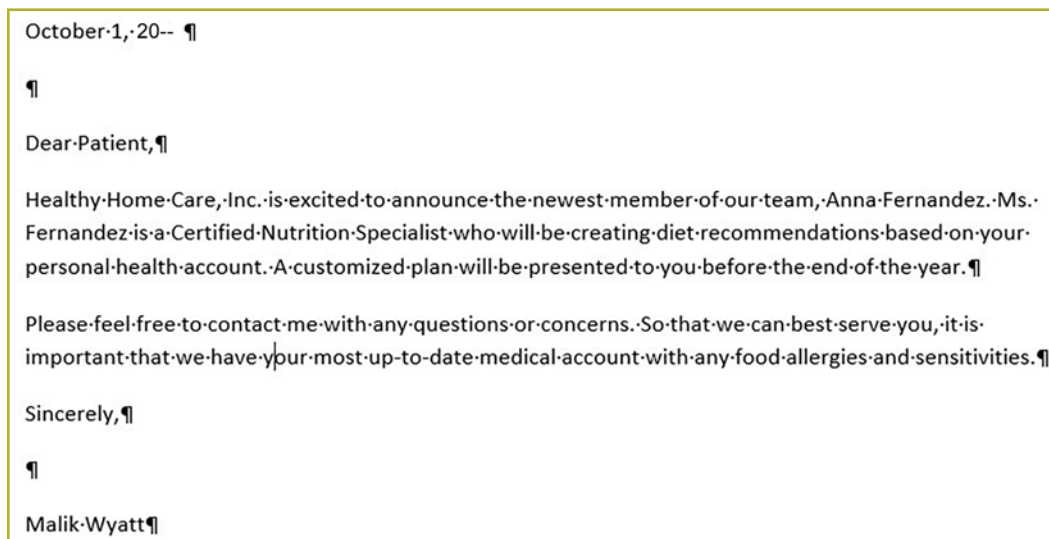 October·1,·20-- ¶
¶
Dear·Patient,¶
Healthy·Home·Care,·Inc.·is·excited·to·announce·the·newest·member·of·our·team,·Anna·Fernandez.·Ms.·
Fernandez·is·a·Certified·Nutrition·Specialist·who·will·be·creating·diet·recommendations·based·on·your·
personal·health·account.·A·customized·plan·will·be·presented·to·you·before·the·end·of·the·year.¶
Please·feel·free·to·contact·me·with·any·questions·or·concerns.·So·that·we·can·best·serve·you,·it·is·
important·that·we·have·your·most·up-to-date·medical·account·with·any·food·allergies·and·sensitivities.¶
Sincerely,¶
¶
Malik·Wyatt¶